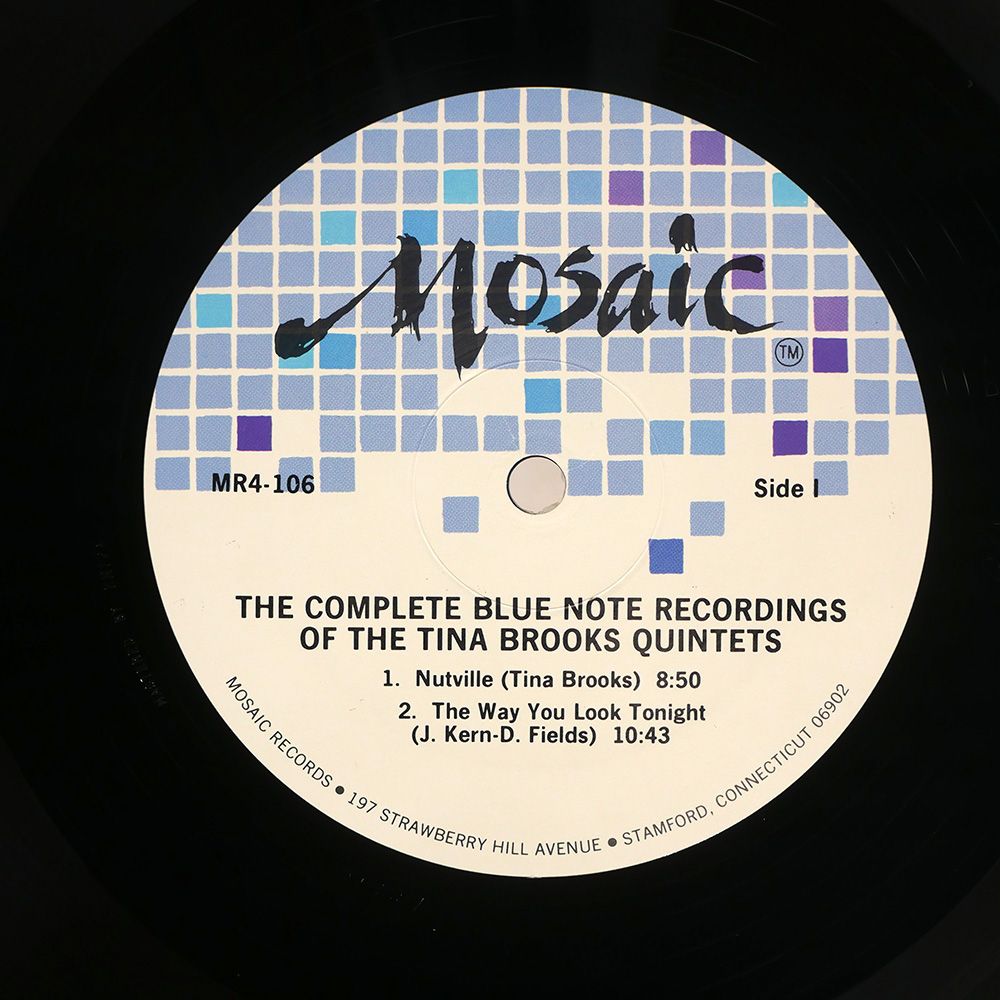 Mosaic
TM
MR4-106
Side I
THE COMPLETE BLUE NOTE RECORDINGS
OF THE TINA BROOKS QUINTETS
1. Nutville (Tina Brooks) 8:50
2. The Way You Look Tonight
(J. Kern-D. Fields) 10:43
MOSAIC RECORDS • 197 STRAWBERRY HILL AVENUE • STAMFORD, CONNECTICUT 06902